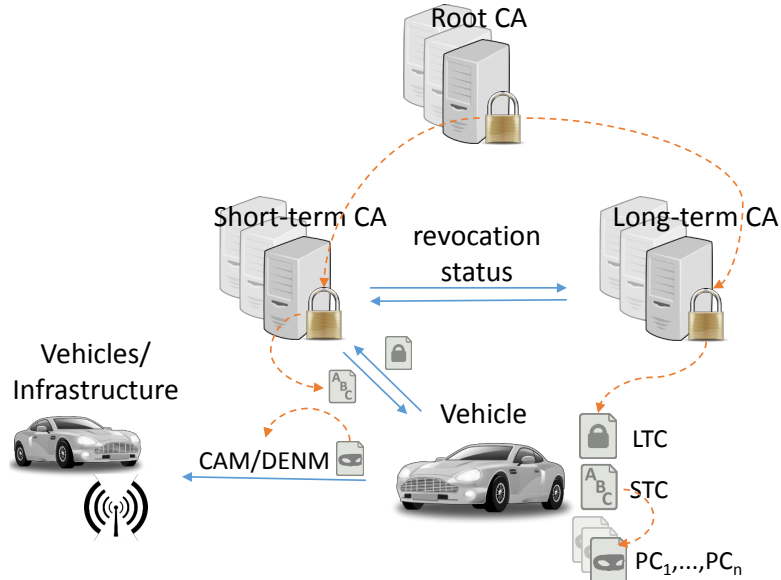 Root CA
Short-term CA
Long-term CA
revocation
status
Vehicles/
Infrastructure
A B C
Vehicle
CAM/DENM
LTC
A B C
STC
PC1,...,PCn